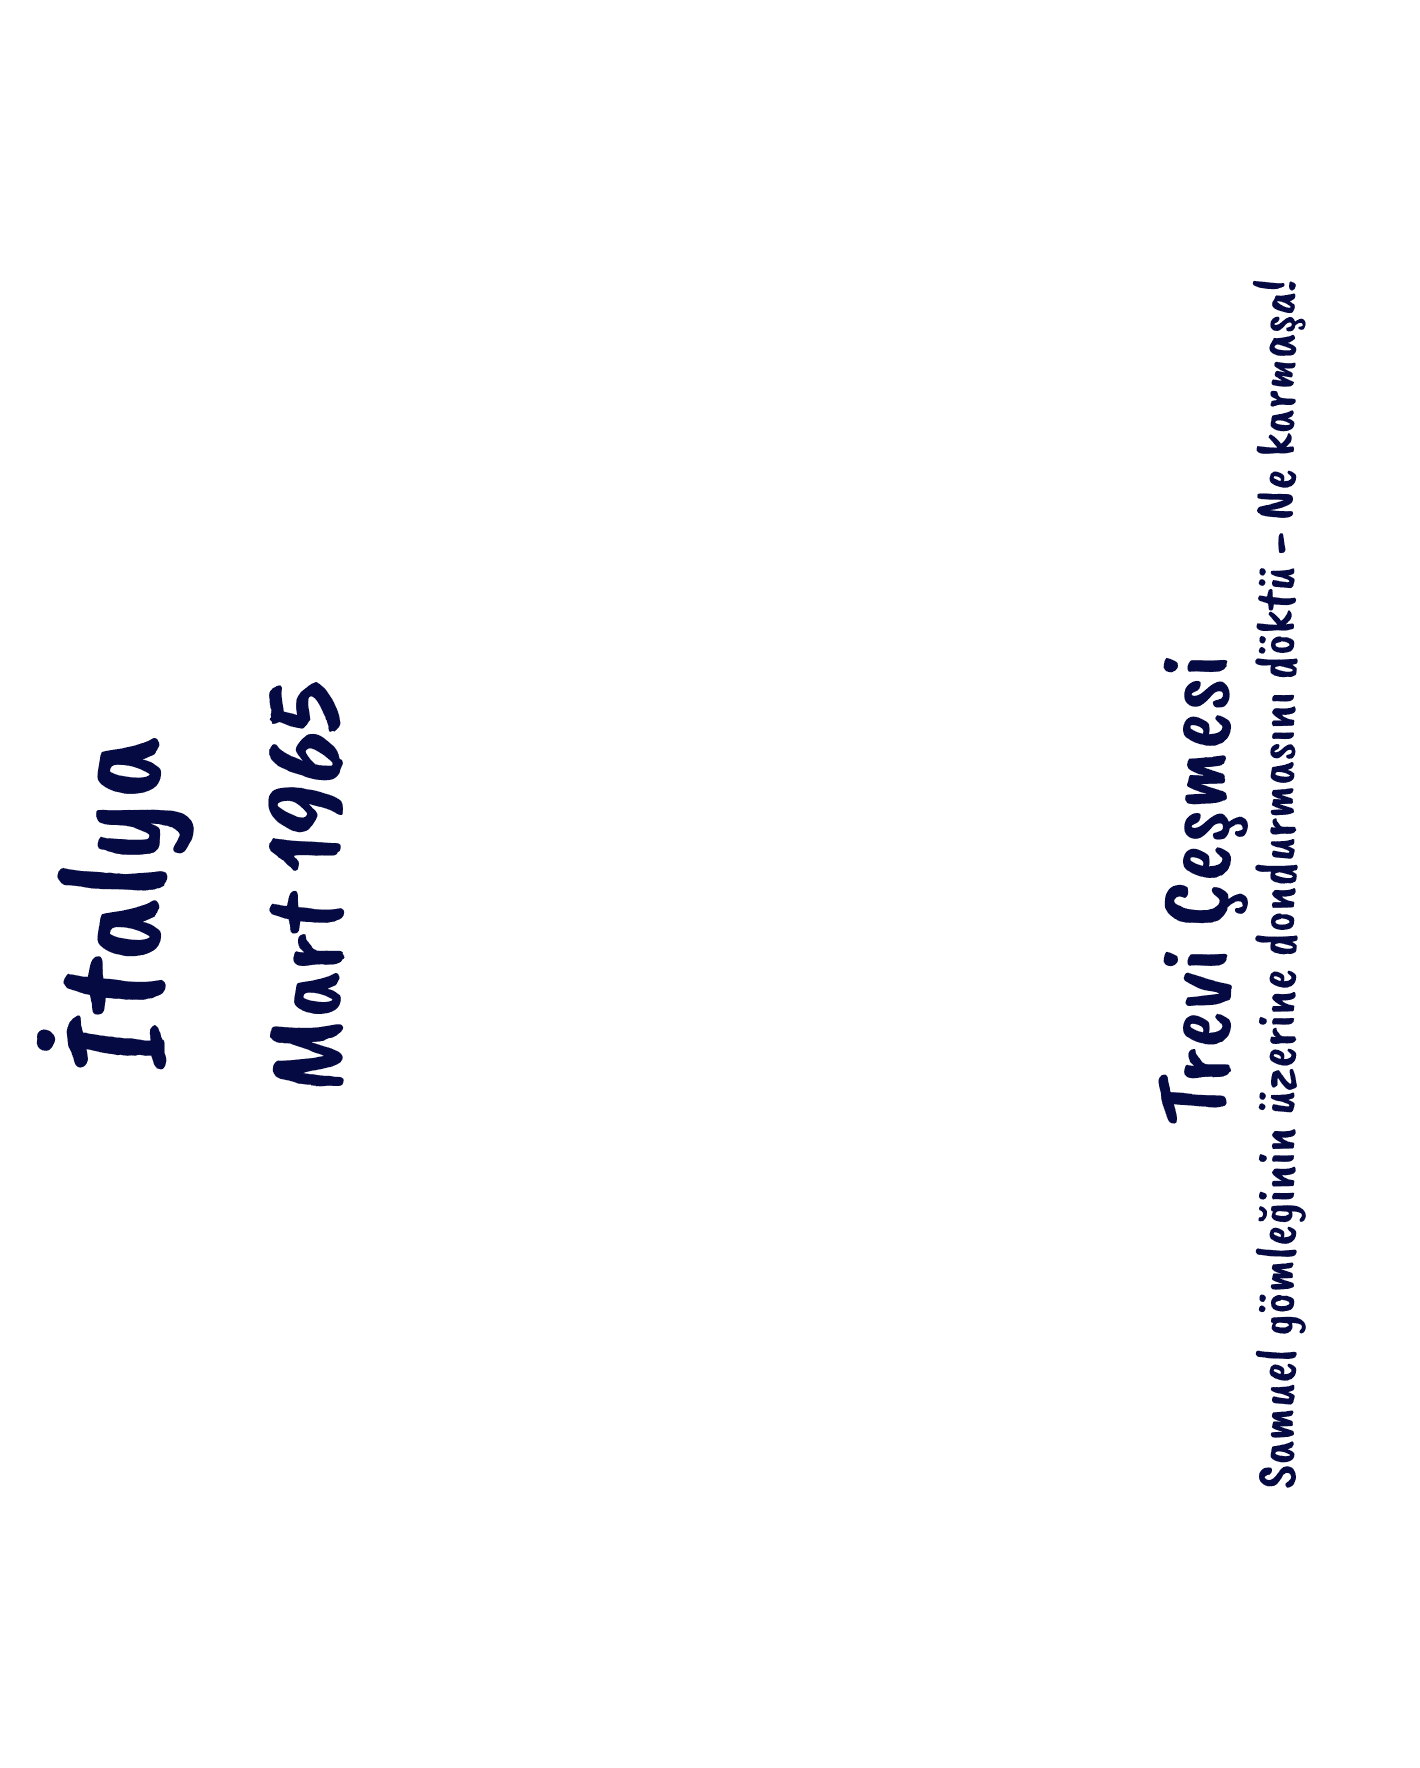 İtalya
Mart 1965
Trevi Çeşmesi
Samuel gömleğinin üzerine dondurmasını döktü - Ne karmaşa!